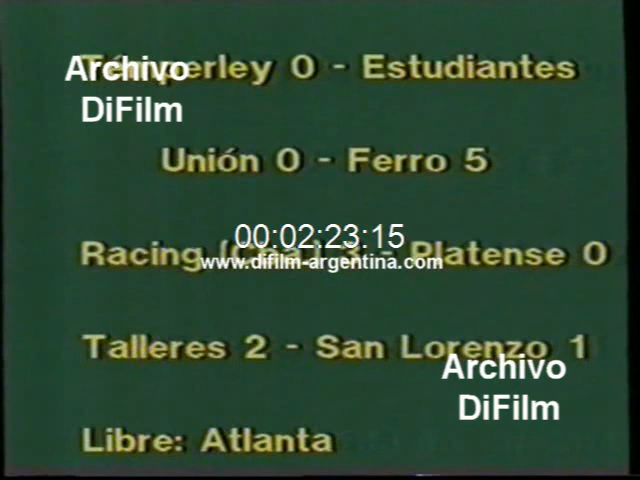 Temperley 0 - Estudiantes
Archivo
DiFilm
Unión 0 - Ferro 5
00:02:23:15
Racing - Platense 0
www.difilm-argentina.com
Talleres 2 - San Lorenzo 1
Archivo
DiFilm
Libre: Atlanta